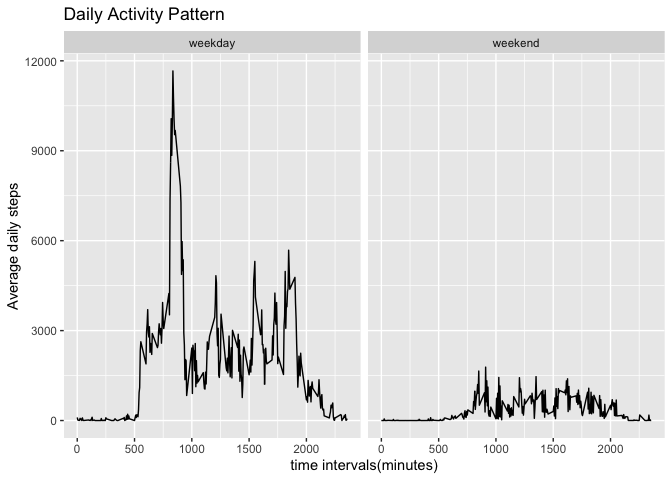 Daily Activity Pattern
weekday weekend
12000
9000
6000
3000
0
0 500 1000 1500 2000 0 500 1000 1500 2000
time intervals(minutes)
Average daily steps